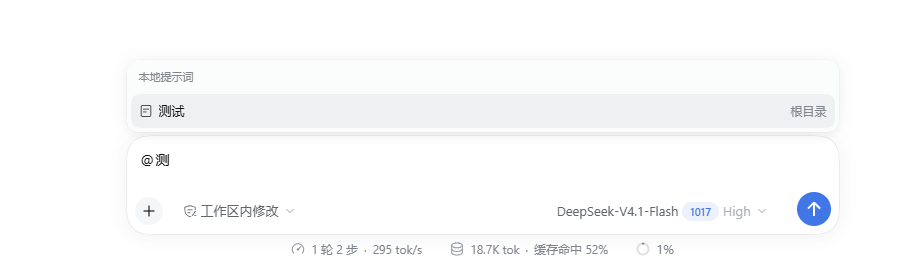 本地提示词
测试 根目录
@测
工作区内修改 DeepSeek-V4.1-Flash 1017 High
1 轮 2 步 · 295 tok/s 18.7K tok · 缓存命中 52% 1%